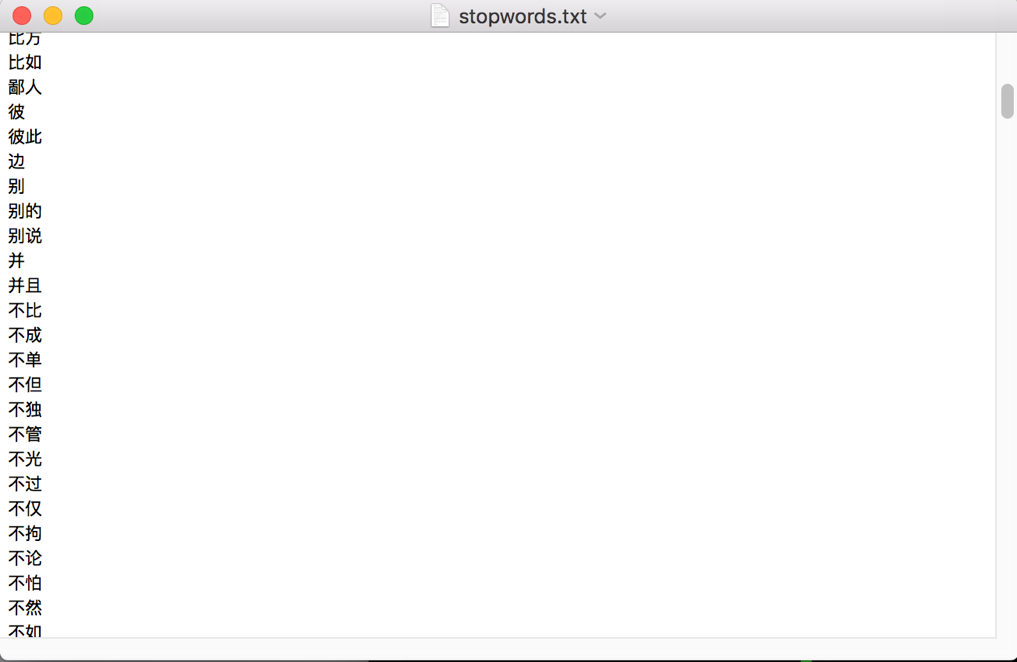 stopwords.txt
比方
比如
鄙人
彼
彼此
边
别
别的
别说
并
并且
不比
不成
不单
不但
不独
不管
不光
不过
不仅
不拘
不论
不怕
不然
不如